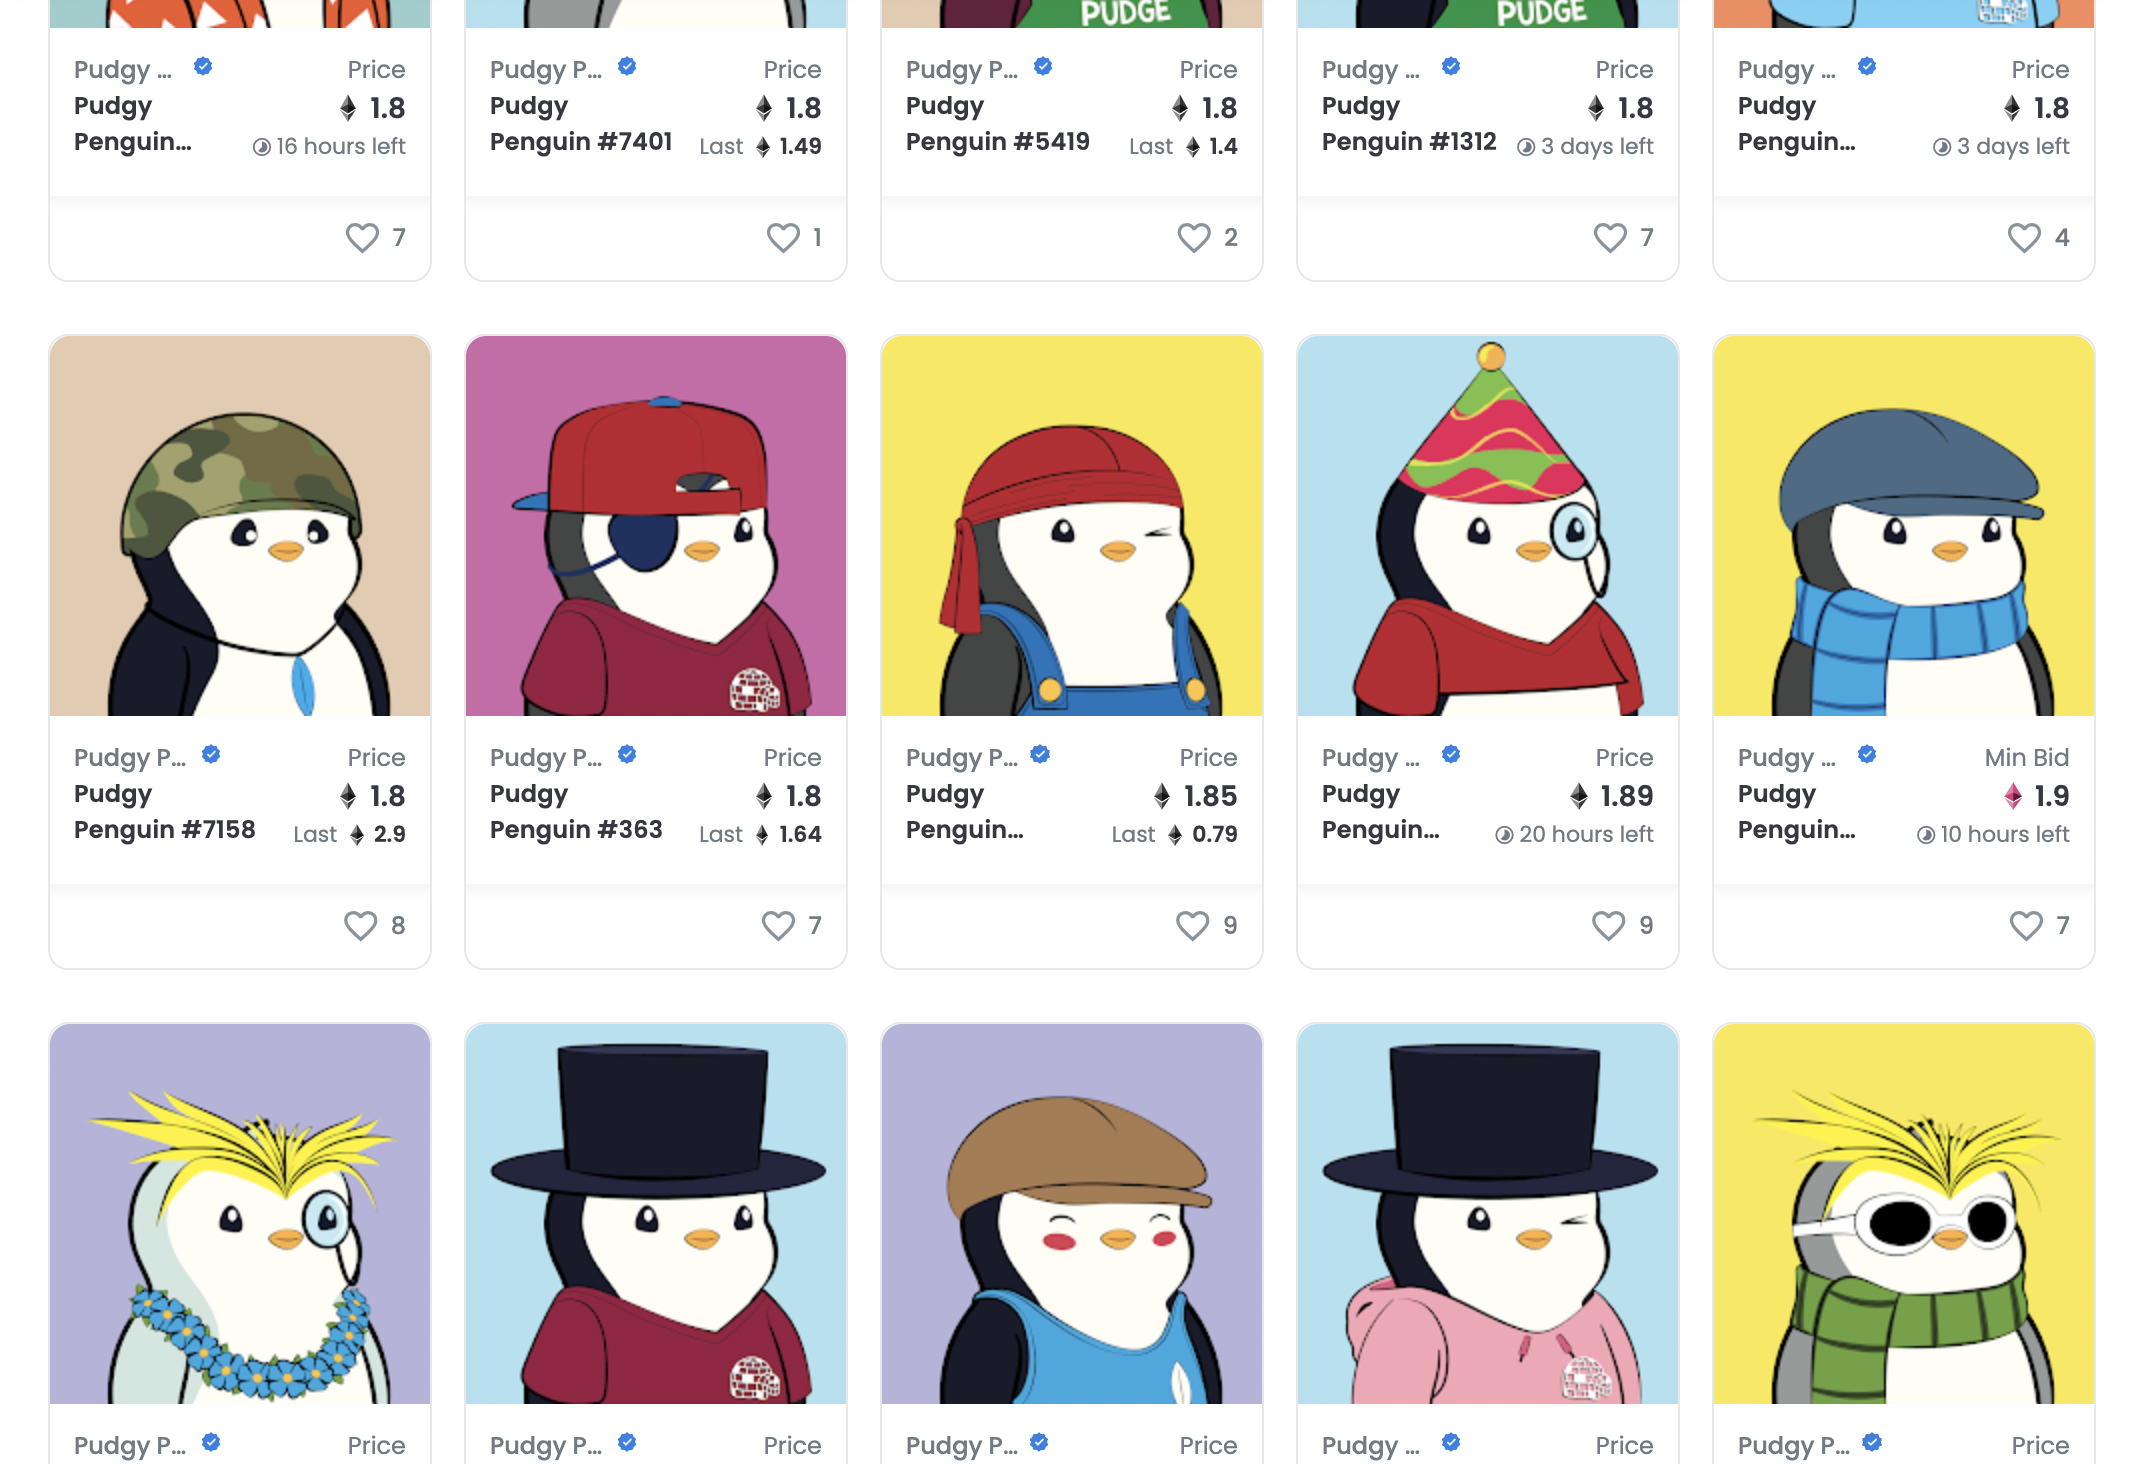 PUDGE
PUDGE
Pudgy ... Price
Pudgy 1.8
Penguin... 16 hours left
7
Pudgy P... Price
Pudgy 1.8
Penguin #7401 Last 1.49
1
Pudgy P... Price
Pudgy 1.8
Penguin #5419 Last 1.4
2
Pudgy ... Price
Pudgy 1.8
Penguin #1312 3 days left
7
Pudgy ... Price
Pudgy 1.8
Penguin... 3 days left
4
Pudgy P... Price
Pudgy 1.8
Penguin #7158 Last 2.9
8
Pudgy P... Price
Pudgy 1.8
Penguin #363 Last 1.64
7
Pudgy P... Price
Pudgy 1.85
Penguin... Last 0.79
9
Pudgy ... Price
Pudgy 1.89
Penguin... 20 hours left
9
Pudgy ... Min Bid
Pudgy 1.9
Penguin... 10 hours left
7
Pudgy P... Price
Pudgy P... Price
Pudgy P... Price
Pudgy ... Price
Pudgy P... Price